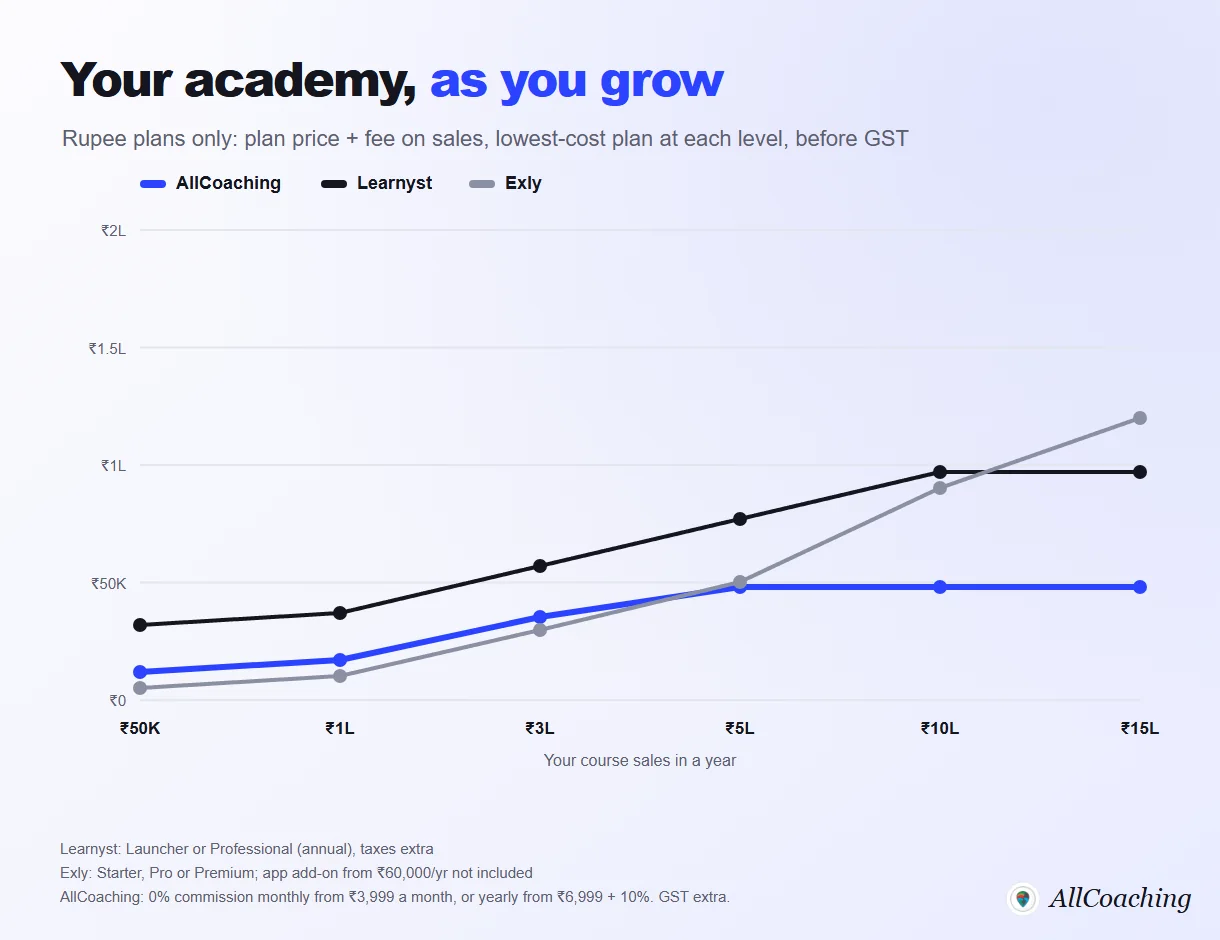 Your academy, as you grow
Rupee plans only: plan price + fee on sales, lowest-cost plan at each level, before GST
AllCoaching Learnyst Exly
₹2L
₹1.5L
₹1L
₹50K
₹0
₹50K ₹1L ₹3L ₹5L ₹10L ₹15L
Your course sales in a year
Learnyst: Launcher or Professional (annual), taxes extra
Exly: Starter, Pro or Premium; app add-on from ₹60,000/yr not included
AllCoaching: 0% commission monthly from ₹3,999 a month, or yearly from ₹6,999 + 10%. GST extra.
AllCoaching